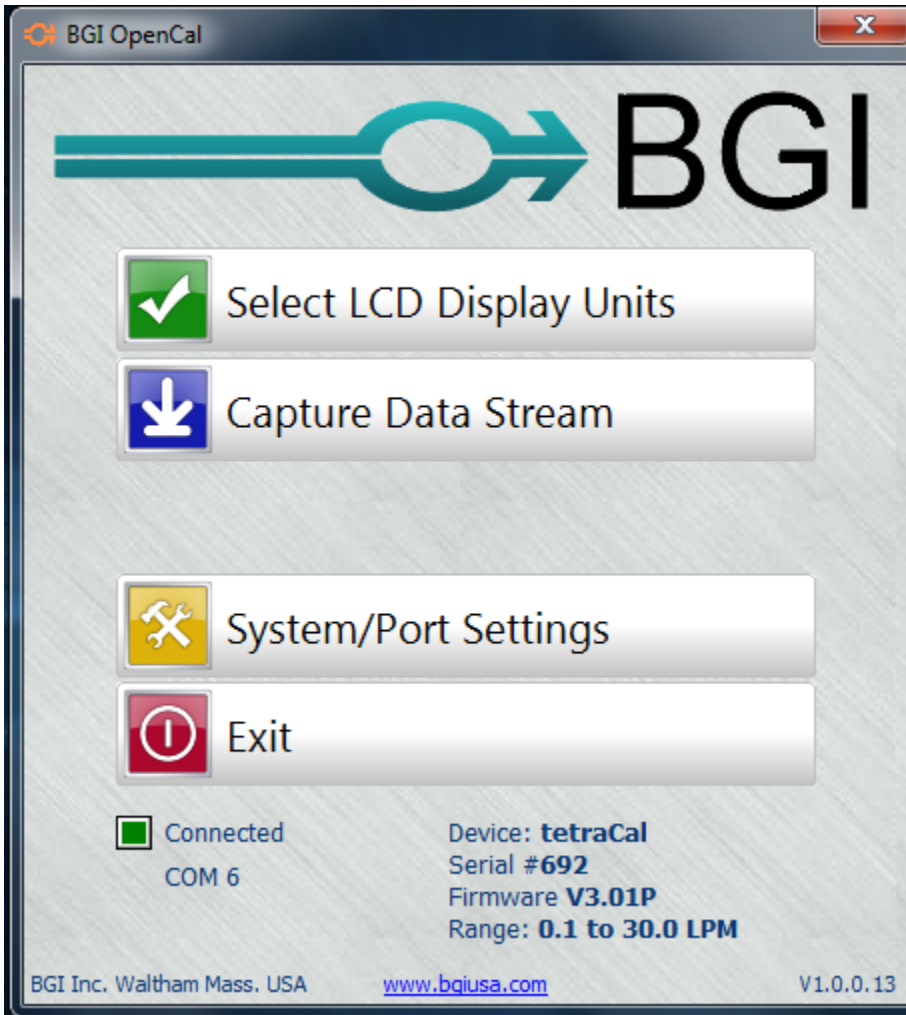 BGI OpenCal
BGI
Select LCD Display Units
Capture Data Stream
System/Port Settings
Exit
Connected
COM 6
Device: tetraCal
Serial #692
Firmware V3.01P
Range: 0.1 to 30.0 LPM
BGI Inc. Waltham Mass. USA www.bgiusa.com V1.0.0.13